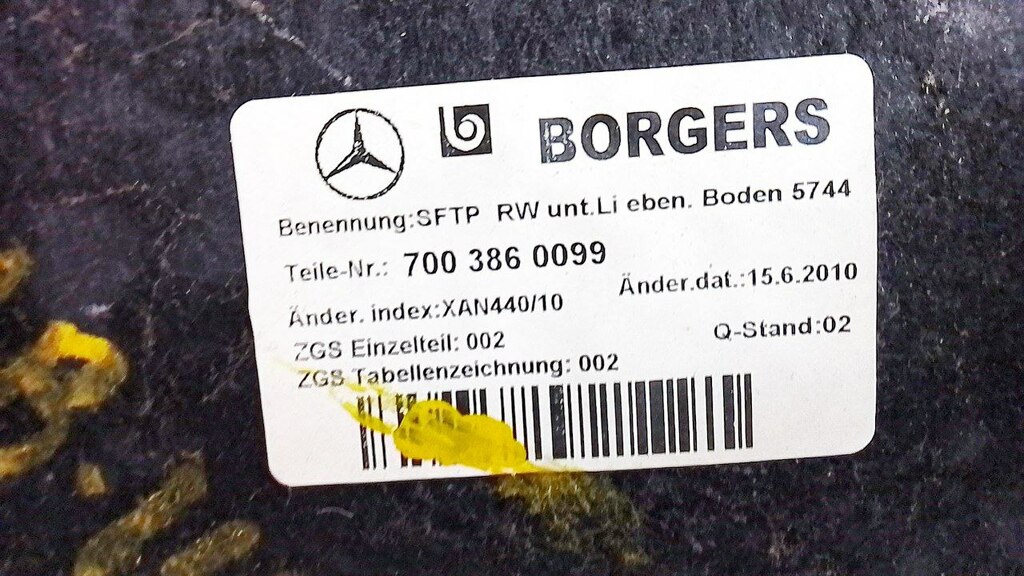 BORGERS
Benennung:SFTP RW unt.Li eben. Boden 5744
Teile-Nr.: 700 386 0099
Änder. index:XAN440/10 Änder.dat.:15.6.2010
ZGS Einzelteil: 002 Q-Stand:02
ZGS Tabellenzeichnung: 002